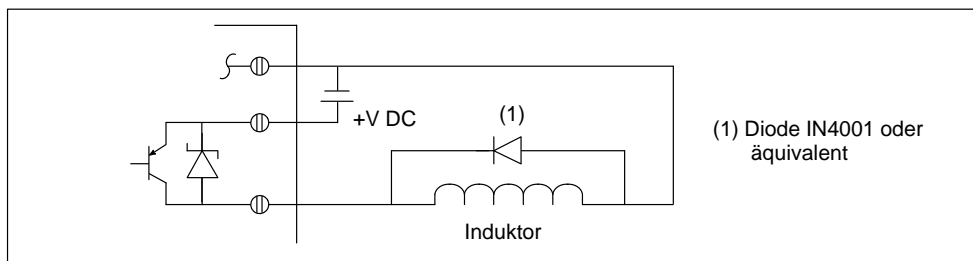 +V DC
(1)
(1) Diode IN4001 oder
äquivalent
Induktor